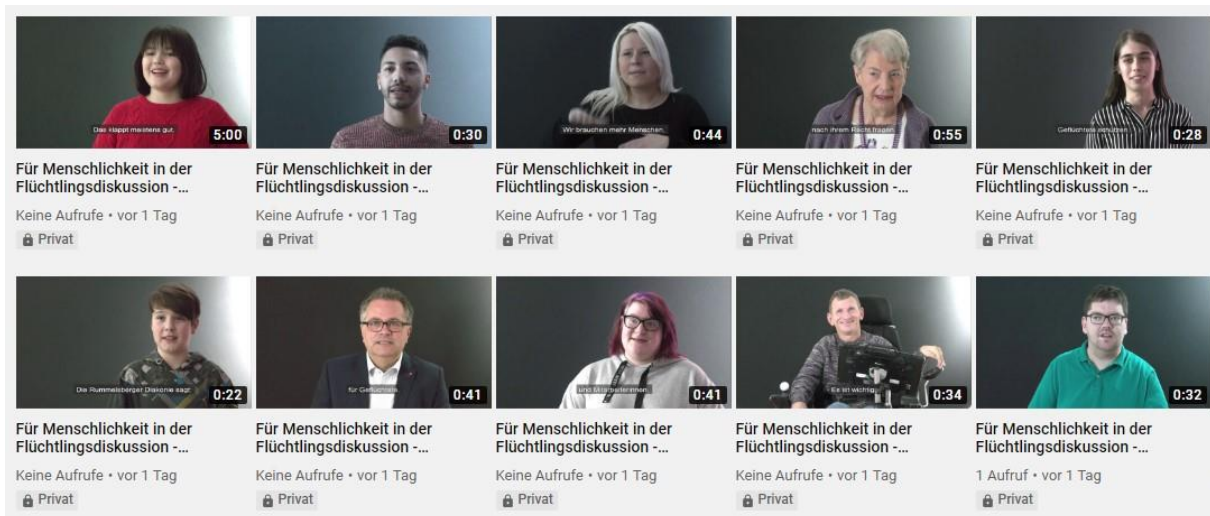 Das klappt meistens gut,
5:00
0:30
Wir brauchen mehr Menschen,
0:44
nach ihrem Recht fragen.
0:55
Geflüchtete schützen
0:28
Für Menschlichkeit in der
Flüchtlingsdiskussion -...
Keine Aufrufe • vor 1 Tag
Privat
Für Menschlichkeit in der
Flüchtlingsdiskussion -...
Keine Aufrufe • vor 1 Tag
Privat
Für Menschlichkeit in der
Flüchtlingsdiskussion -...
Keine Aufrufe • vor 1 Tag
Privat
Für Menschlichkeit in der
Flüchtlingsdiskussion -...
Keine Aufrufe • vor 1 Tag
Privat
Für Menschlichkeit in der
Flüchtlingsdiskussion -...
Keine Aufrufe • vor 1 Tag
Privat
Die Rummelsberger Diakonie sagt:
0:22
für Geflüchtete.
0:41
und Mitarbeiterinnen.
0:41
Es ist wichtig,
0:34
0:32
Für Menschlichkeit in der
Flüchtlingsdiskussion -...
Keine Aufrufe • vor 1 Tag
Privat
Für Menschlichkeit in der
Flüchtlingsdiskussion -...
Keine Aufrufe • vor 1 Tag
Privat
Für Menschlichkeit in der
Flüchtlingsdiskussion -...
Keine Aufrufe • vor 1 Tag
Privat
Für Menschlichkeit in der
Flüchtlingsdiskussion -...
Keine Aufrufe • vor 1 Tag
Privat
Für Menschlichkeit in der
Flüchtlingsdiskussion -...
1 Aufruf • vor 1 Tag
Privat